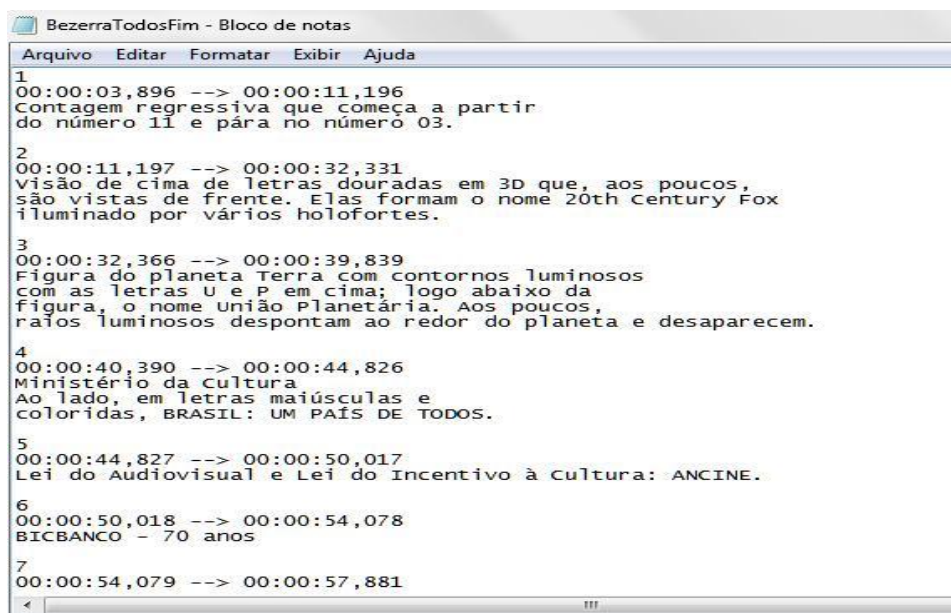 BezerraTodosFim - Bloco de notas
Arquivo Editar Formatar Exibir Ajuda
1
00:00:03,896 --> 00:00:11,196
Contagem regressiva que começa a partir
do número 11 e pára no número 03.
2
00:00:11,197 --> 00:00:32,331
Visão de cima de letras douradas em 3D que, aos poucos,
são vistas de frente. Elas formam o nome 20th Century Fox
iluminado por vários holofortes.
3
00:00:32,366 --> 00:00:39,839
Figura do planeta Terra com contornos luminosos
com as letras U e P em cima; logo abaixo da
figura, o nome União Planetária. Aos poucos,
raios luminosos despontam ao redor do planeta e desaparecem.
4
00:00:40,390 --> 00:00:44,826
Ministério da Cultura
Ao lado, em letras maiúsculas e
coloridas, BRASIL: UM PAÍS DE TODOS.
5
00:00:44,827 --> 00:00:50,017
Lei do Audiovisual e Lei do Incentivo à Cultura: ANCINE.
6
00:00:50,018 --> 00:00:54,078
BICBANCO - 70 anos
7
00:00:54,079 --> 00:00:57,881